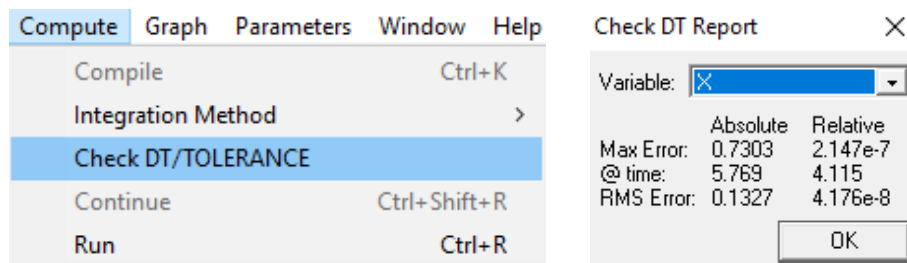 Compute Graph Parameters Window Help
Compile Ctrl+K
Integration Method >
Check DT/TOLERANCE
Continue Ctrl+Shift+R
Run Ctrl+R
Check DT Report
Variable: X
Absolute Relative
Max Error: 0.7303 2.147e-7
@ time: 5.769 4.115
RMS Error: 0.1327 4.176e-8
OK